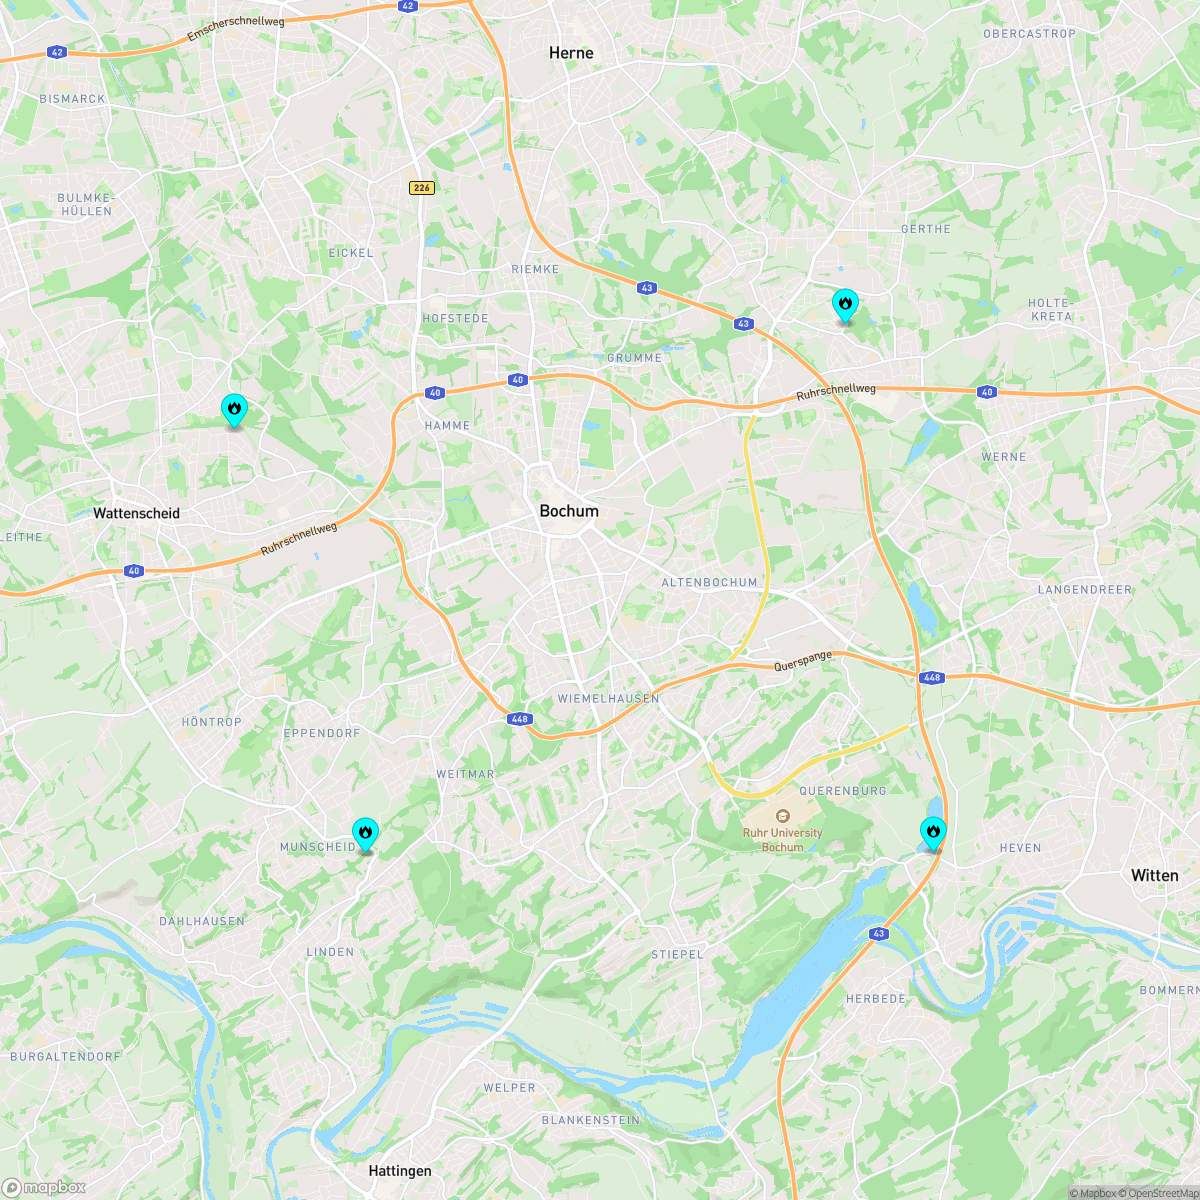 42
Emscherschnellweg
42
Herne
OBERCASTROP
BISMARCK
226
BULMKE-
HÜLLEN
GERTHE
EICKEL
RIEMKE
43
HOLTE-
KRETA
HOFSTEDE
43
GRUMME
40
40
Ruhrschnellweg
40
HAMME
WERNE
Wattenscheid
Bochum
LEITHE
Ruhrschnellweg
40
ALTENBOCHUM
LANGENDREER
Querspange
448
WIEMELHAUSEN
HÖNTROP
448
EPPENDORF
WEITMAR
QUERENBURG
Ruhr University
Bochum
MUNSCHEID
HEVEN
Witten
DAHLHAUSEN
43
LINDEN
STIEPEL
HERBEDE
BOMMERN
BURGALTENDORF
WELPER
BLANKENSTEIN
Hattingen
mapbox
© Mapbox © OpenStreetMap